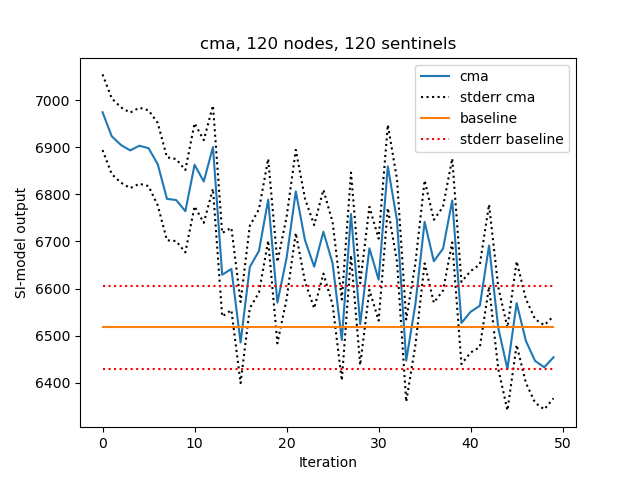 cma, 120 nodes, 120 sentinels
cma
stderr cma
baseline
stderr baseline
7000
6900
6800
6700
6600
6500
6400
SI-model output
0 10 20 30 40 50
Iteration